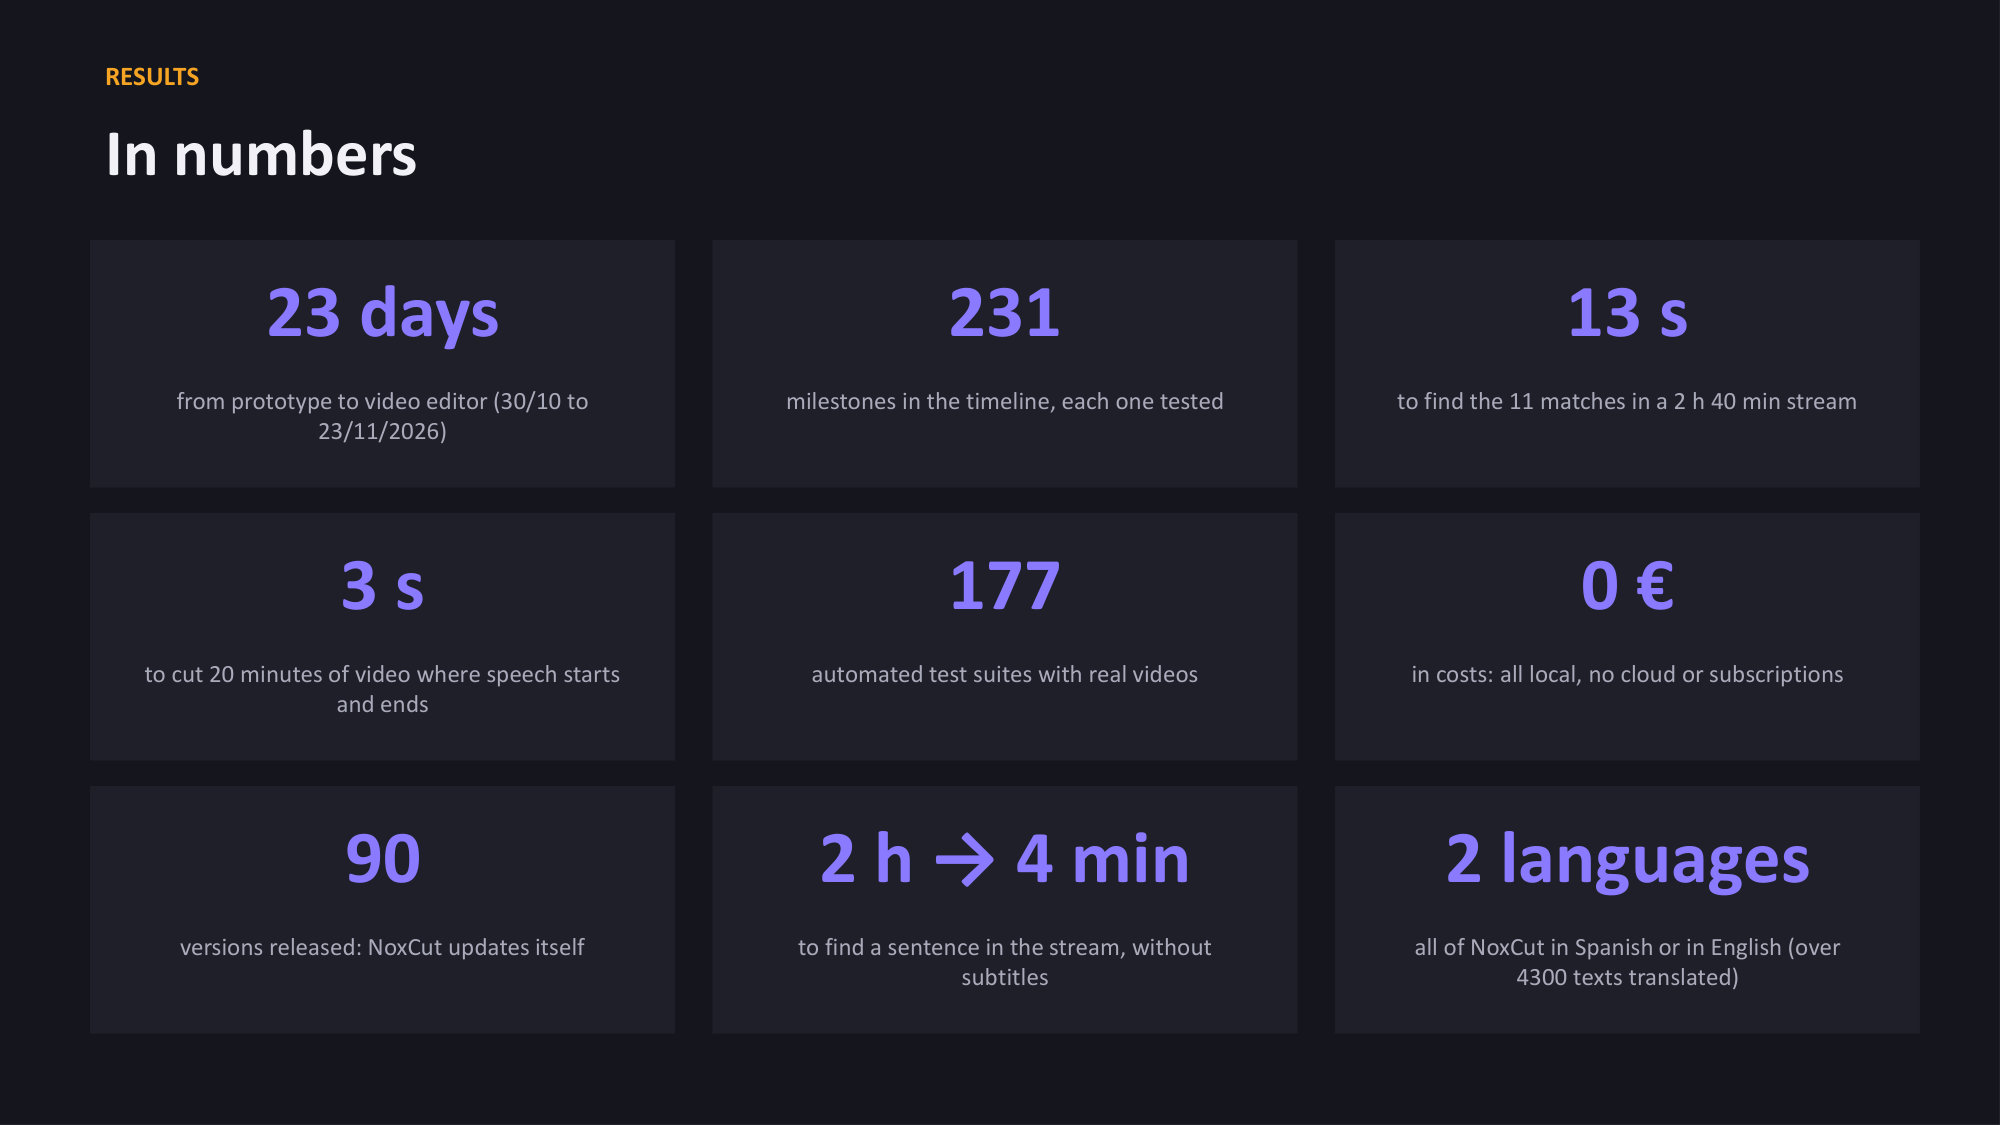 RESULTS
In numbers
23 days
from prototype to video editor (30/10 to
23/11/2026)
231
milestones in the timeline, each one tested
13 s
to find the 11 matches in a 2 h 40 min stream
3 s
to cut 20 minutes of video where speech starts
and ends
177
automated test suites with real videos
0 €
in costs: all local, no cloud or subscriptions
90
versions released: NoxCut updates itself
2 h → 4 min
to find a sentence in the stream, without
subtitles
2 languages
all of NoxCut in Spanish or in English (over
4300 texts translated)